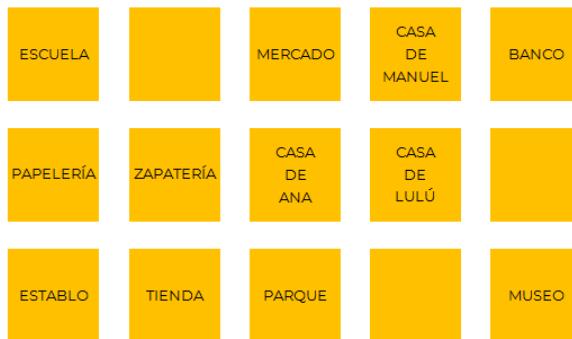 ESCUELA
MERCADO
CASA
DE
MANUEL
BANCO
PAPELERÍA
ZAPATERÍA
CASA
DE
ANA
CASA
DE
LULÚ
ESTABLO
TIENDA
PARQUE
MUSEO